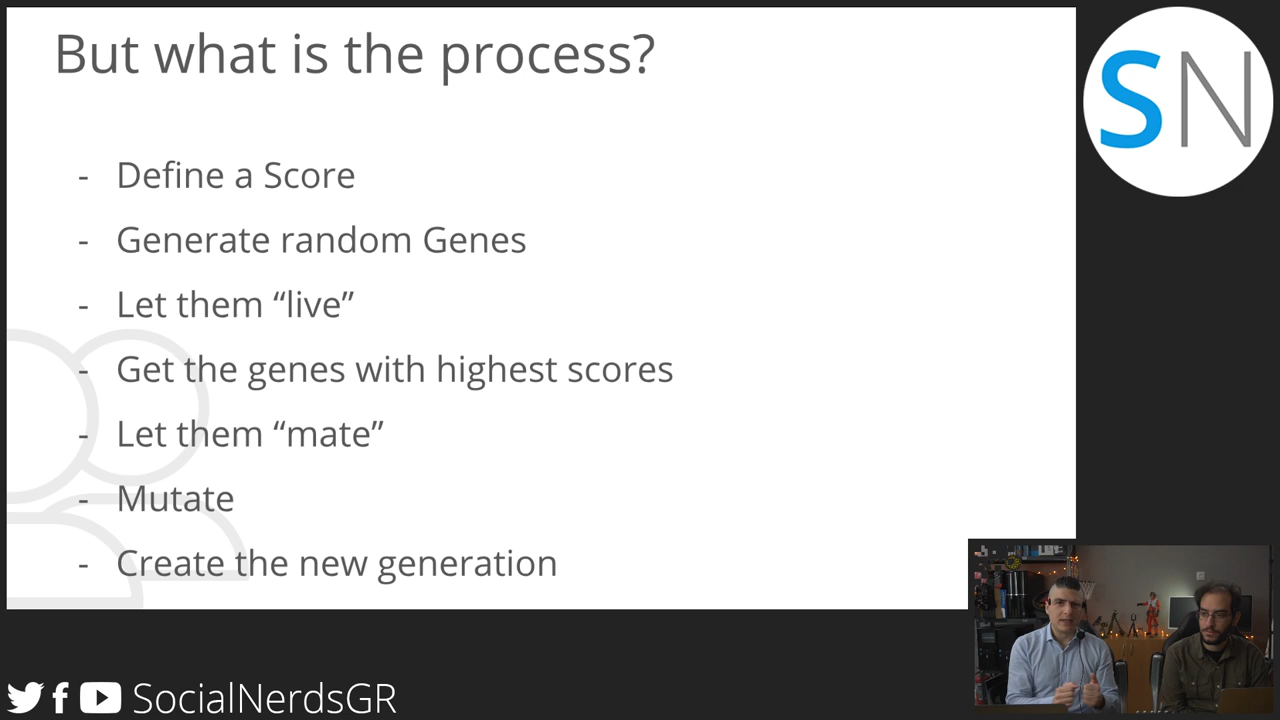 But what is the process?
SN
- Define a Score
- Generate random Genes
- Let them “live”
- Get the genes with highest scores
- Let them “mate”
- Mutate
- Create the new generation
SocialNerdsGR